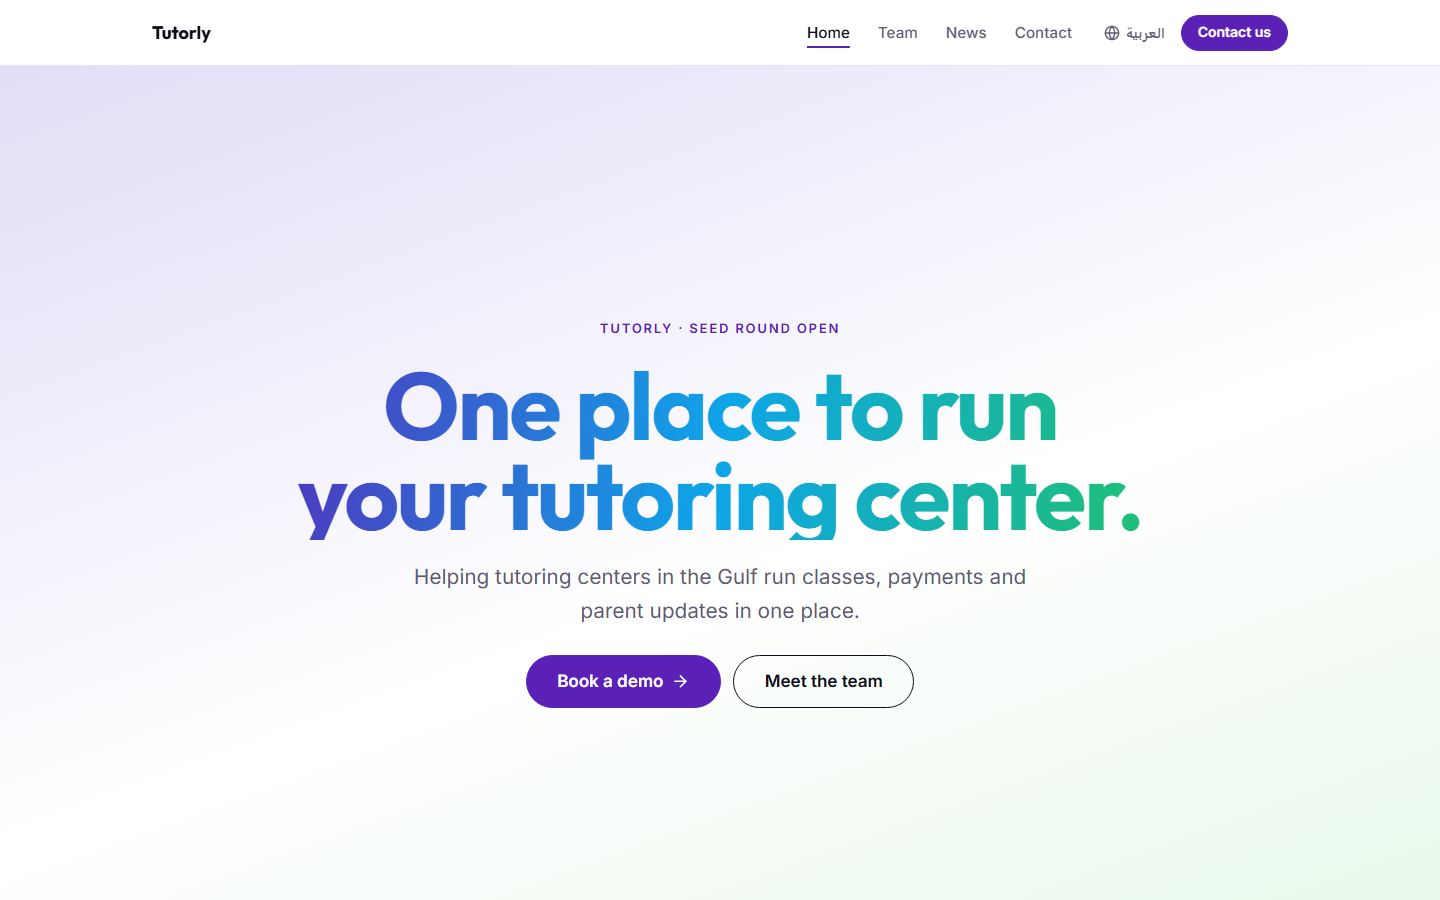 Tutorly
Home
Team
News
Contact
العربية
Contact us
TUTORLY · SEED ROUND OPEN
One place to run
your tutoring center.
Helping tutoring centers in the Gulf run classes, payments and
parent updates in one place.
Book a demo →
Meet the team